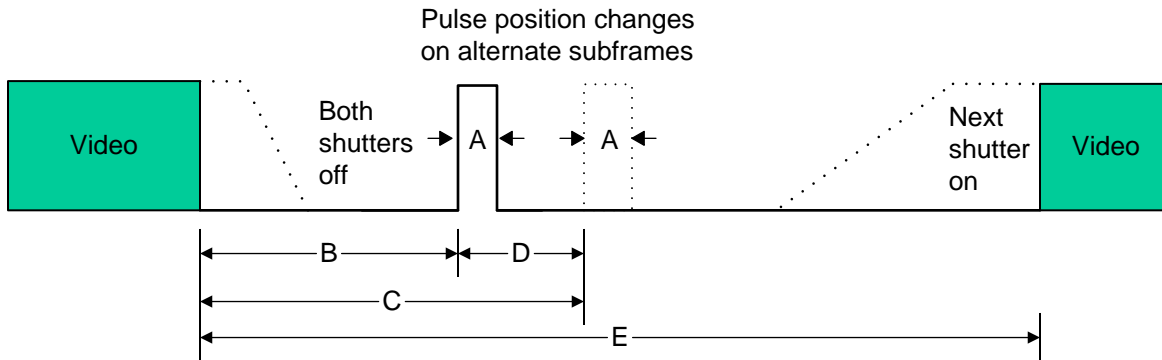 Pulse position changes
on alternate subframes
Video
Both
shutters
off
A
A
Next
shutter
on
Video
B
D
C
E